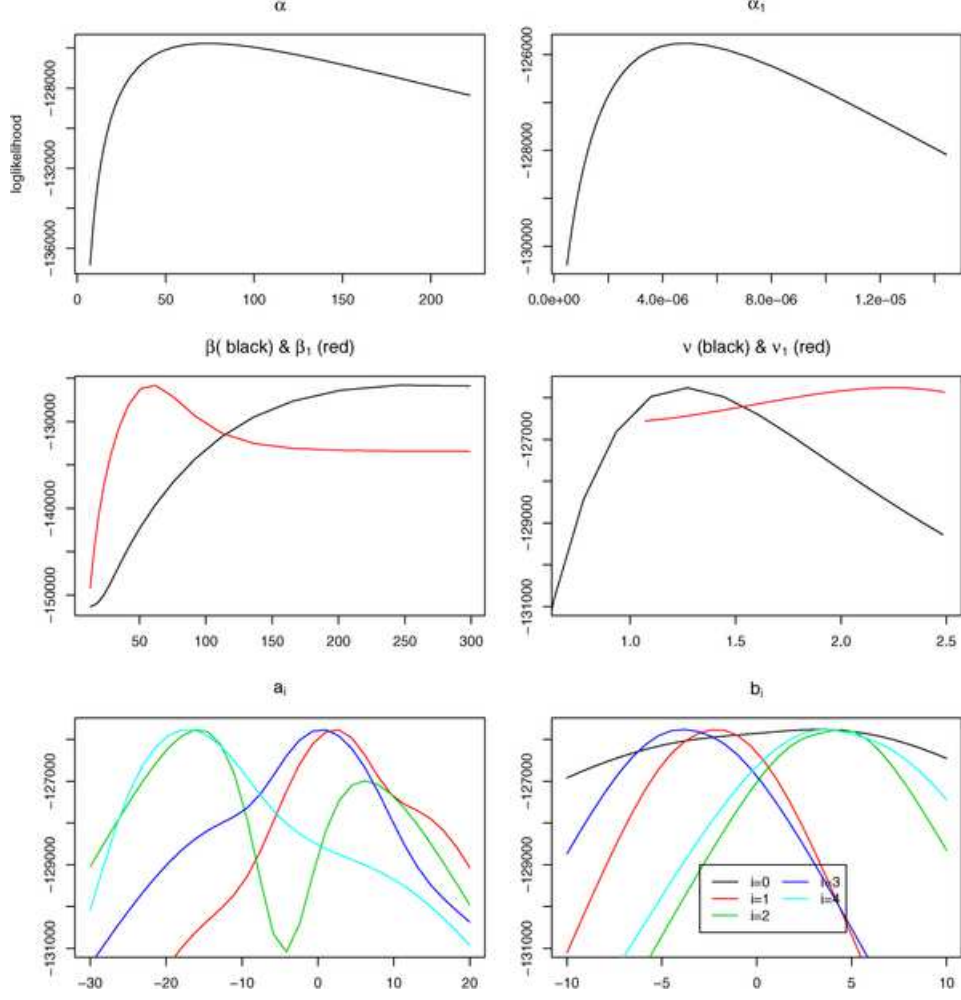 α
α₁
loglikelihood
−128000
−132000
−136000
0 50 100 150 200
−126000
−128000
−130000
0.0e+00 4.0e−06 8.0e−06 1.2e−05
β( black) & β₁ (red)
ν (black) & ν₁ (red)
−130000
−140000
−150000
50 100 150 200 250 300
−127000
−129000
−131000
1.0 1.5 2.0 2.5
aᵢ
bᵢ
−127000
−129000
−131000
−30 −20 −10 0 10 20
−127000
−129000
−131000
i=0
i=1
i=2
i=3
i=4
−10 −5 0 5 10